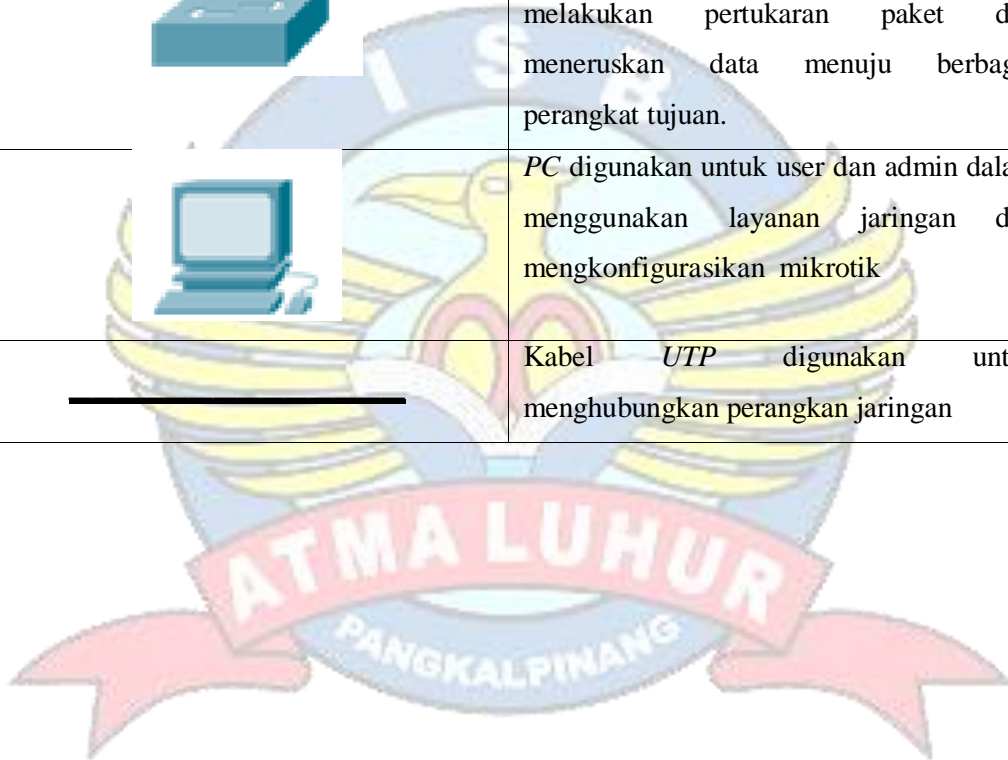 melakukan pertukaran paket d
meneruskan data menuju berbag
perangkat tujuan.
PC digunakan untuk user dan admin dala
menggunakan layanan jaringan d
mengkonfigurasikan mikrotik
Kabel UTP digunakan unt
menghubungkan perangkan jaringan
I S B
ATMA LUHUR
PANGKALPINANG